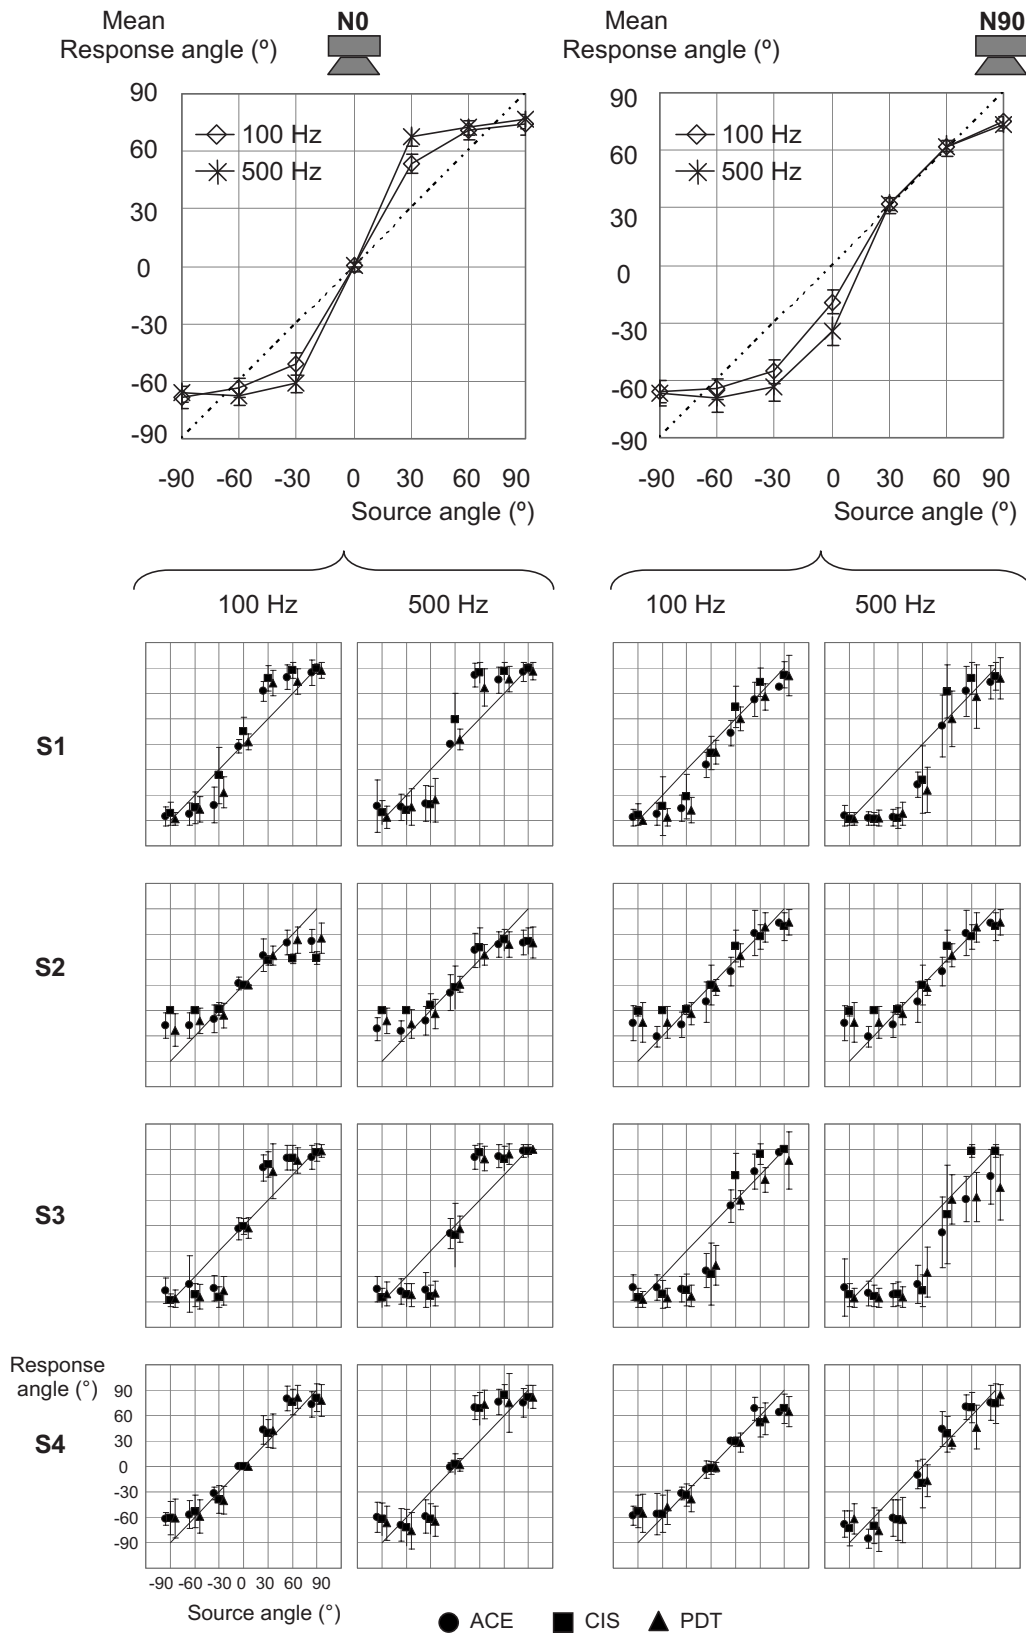 Mean
Response angle (º)
N0
Mean
Response angle (º)
N90
90
60
30
0
-30
-60
-90
100 Hz
500 Hz
-90 -60 -30 0 30 60 90
Source angle (º)
90
60
30
0
-30
-60
-90
100 Hz
500 Hz
-90 -60 -30 0 30 60 90
Source angle (º)
100 Hz 500 Hz 100 Hz 500 Hz
S1
S2
S3
Response
angle (°)
S4
90
60
30
0
-30
-60
-90
-90 -60 -30 0 30 60 90
Source angle (°)
ACE CIS PDT